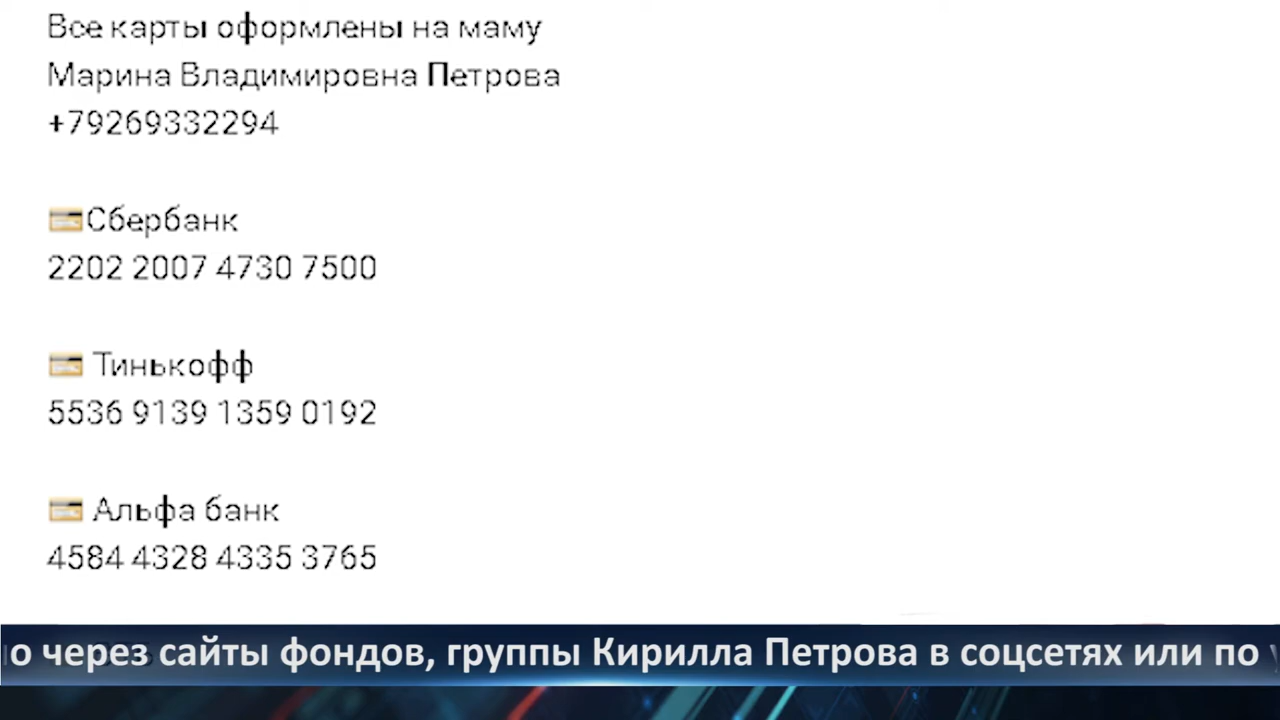 Все карты оформлены на маму
Марина Владимировна Петрова
+79269332294
Сбербанк
2202 2007 4730 7500
Тинькофф
5536 9139 1359 0192
Альфа банк
4584 4328 4335 3765
через сайты фондов, группы Кирилла Петрова в соцсетях или по